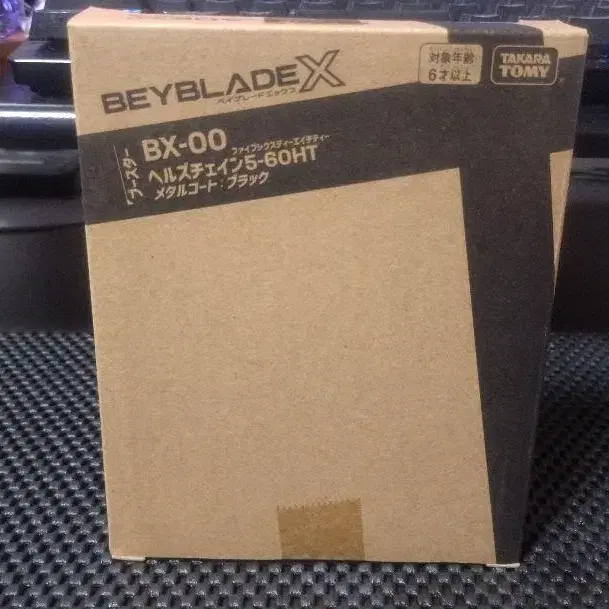 BEYBLADE X
ベイブレードエックス
対象年齢
6才以上
TAKARA
TOMY
ブースター
BX-00
ファイブシックスティーエイチティー
ヘルズチェイン5-60HT
メタルコート:ブラック